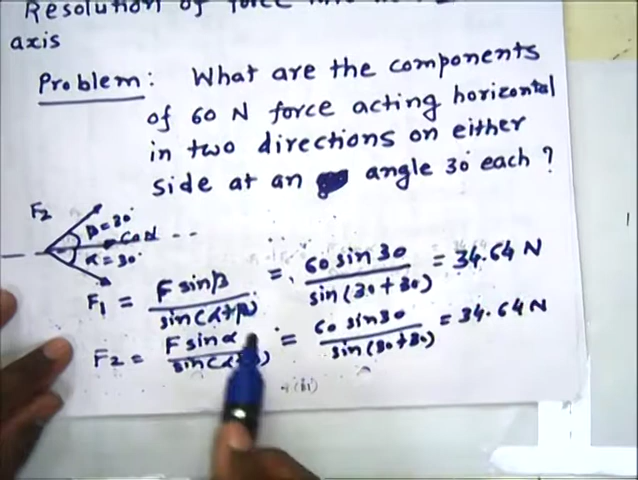 Resolution of force into
axis
Problem: What are the components
of 60 N force acting horizontal
in two directions on either
side at an angle 30 each ?
F2
β=30°
60N
α=30°
F1 = F sinβ / sin(α+β) = 60 sin30 / sin(30+30) = 34.64 N
F2 = F sinα / sin(α+β) = 60 sin30 / sin(30+30) = 34.64 N